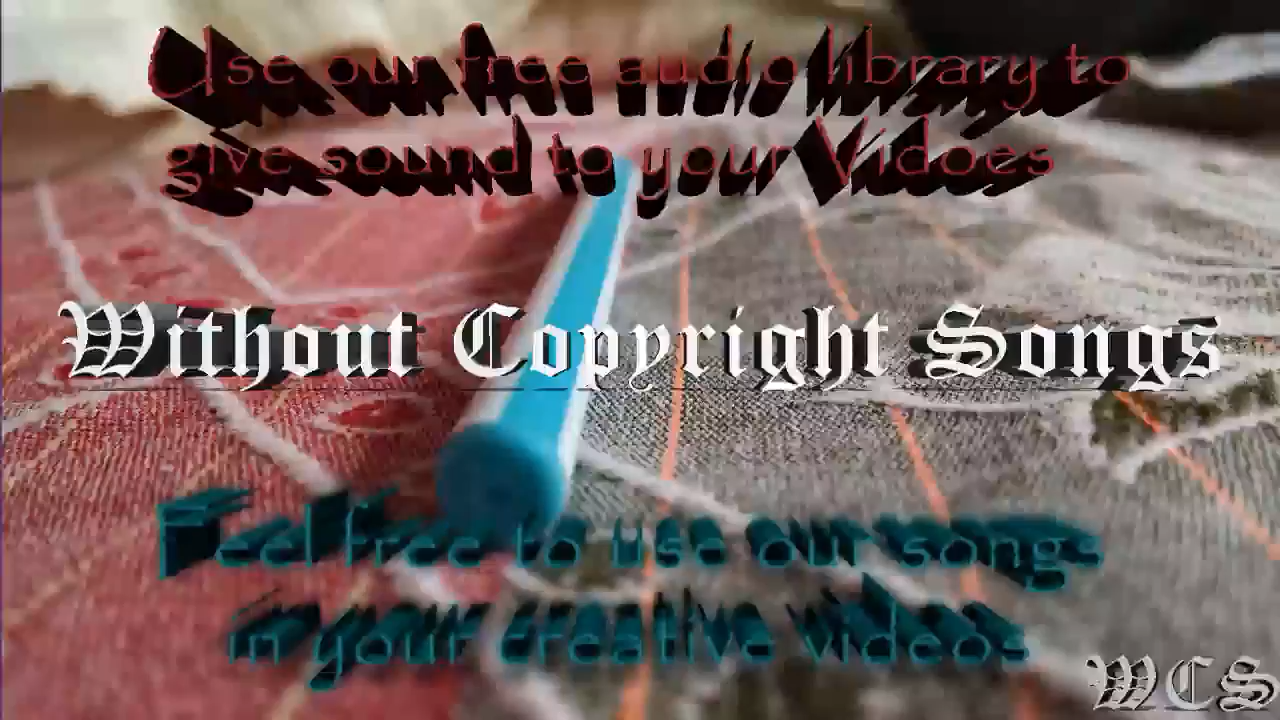 Use our free audio library to
give sound to your Vidoes
Without Copyright Songs
Feel free to use our songs
in your creative videos
WCS